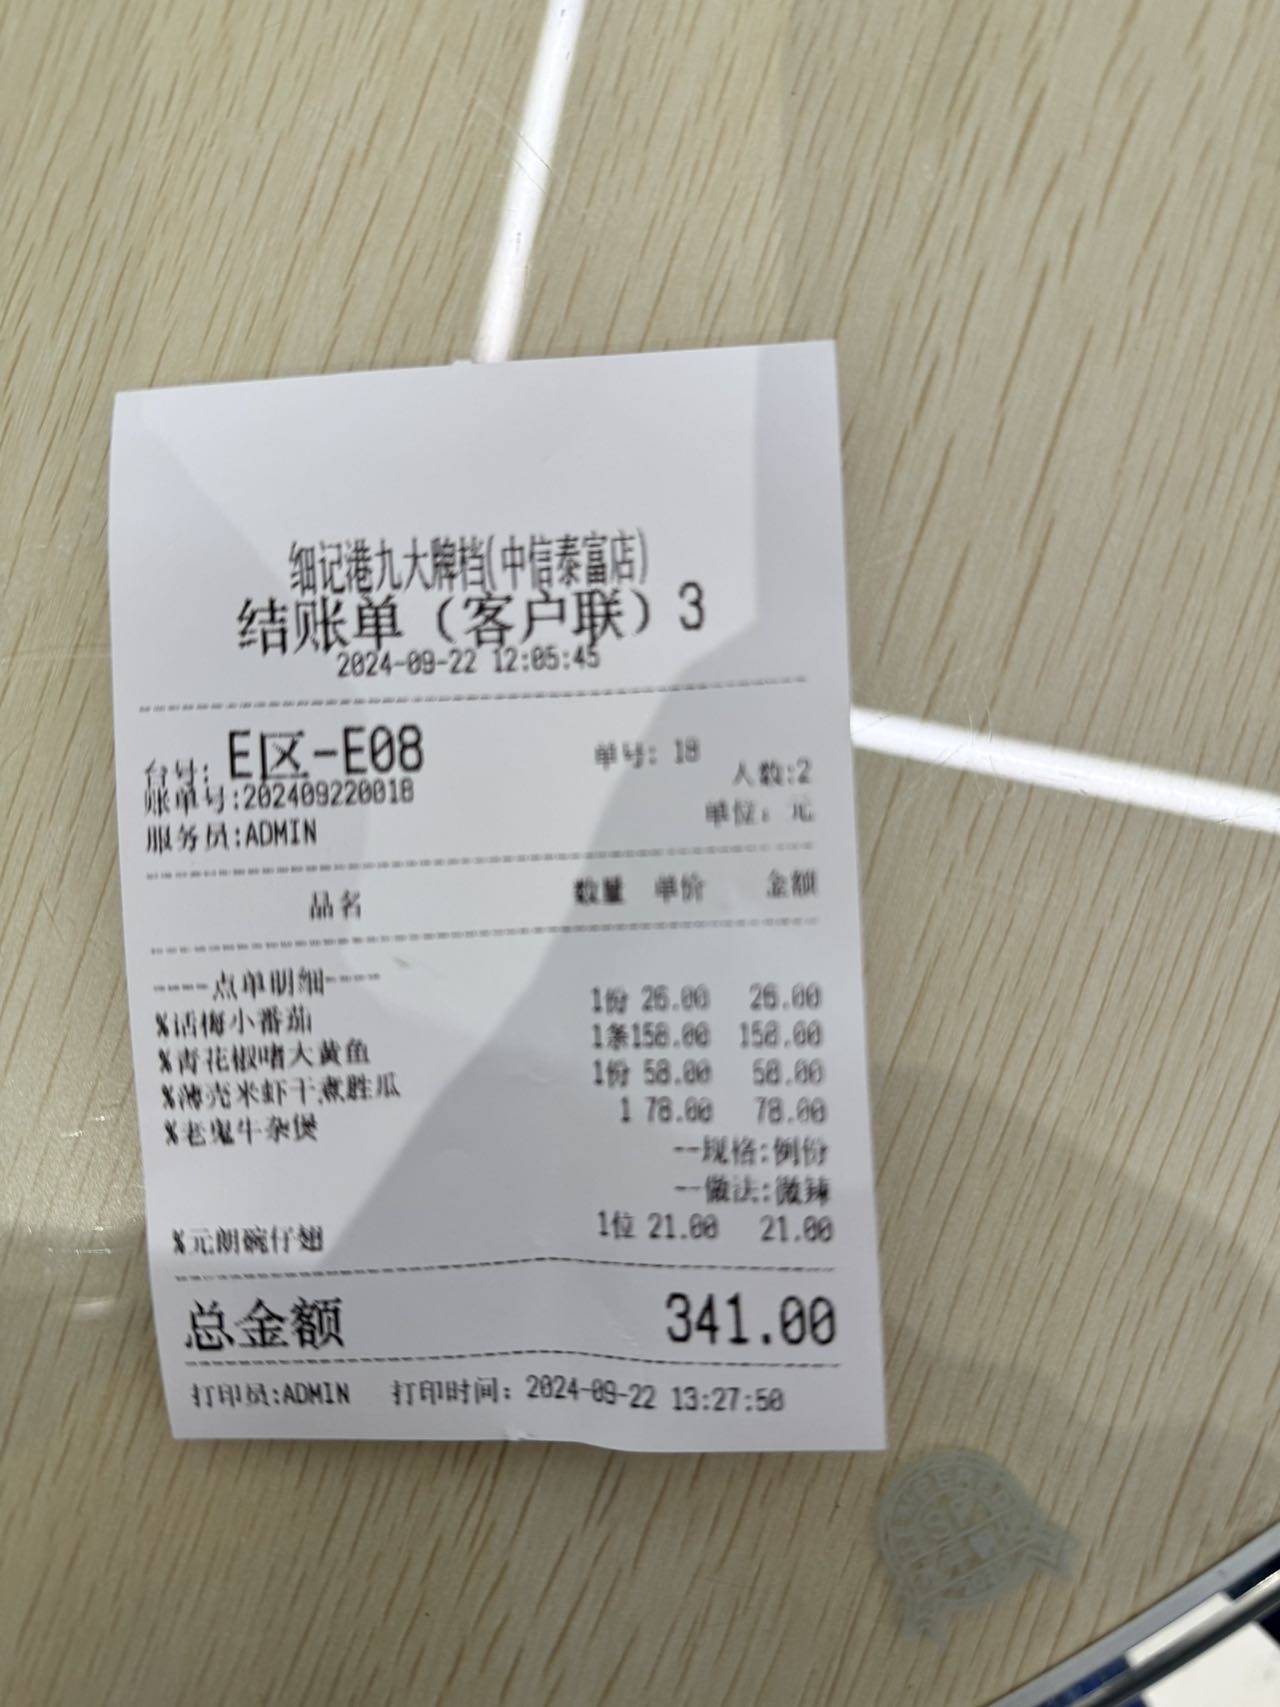 细记港九大牌档(中信泰富店)
结账单（客户联）3
2024-09-22 12:05:45
台号: E区-E08 单号: 18
账单号:202409220018 人数:2
服务员:ADMIN 单位: 元
品名 数量 单价 金额
----点单明细----
%话梅小番茄 1份 26.00 26.00
%青花椒啫大黄鱼 1条158.00 158.00
%薄壳米虾干煮胜瓜 1份 58.00 58.00
%老鬼牛杂煲 1 78.00 78.00
--规格:例份
--做法:微辣
%元朗碗仔翅 1位 21.00 21.00
总金额 341.00
打印员:ADMIN 打印时间: 2024-09-22 13:27:50